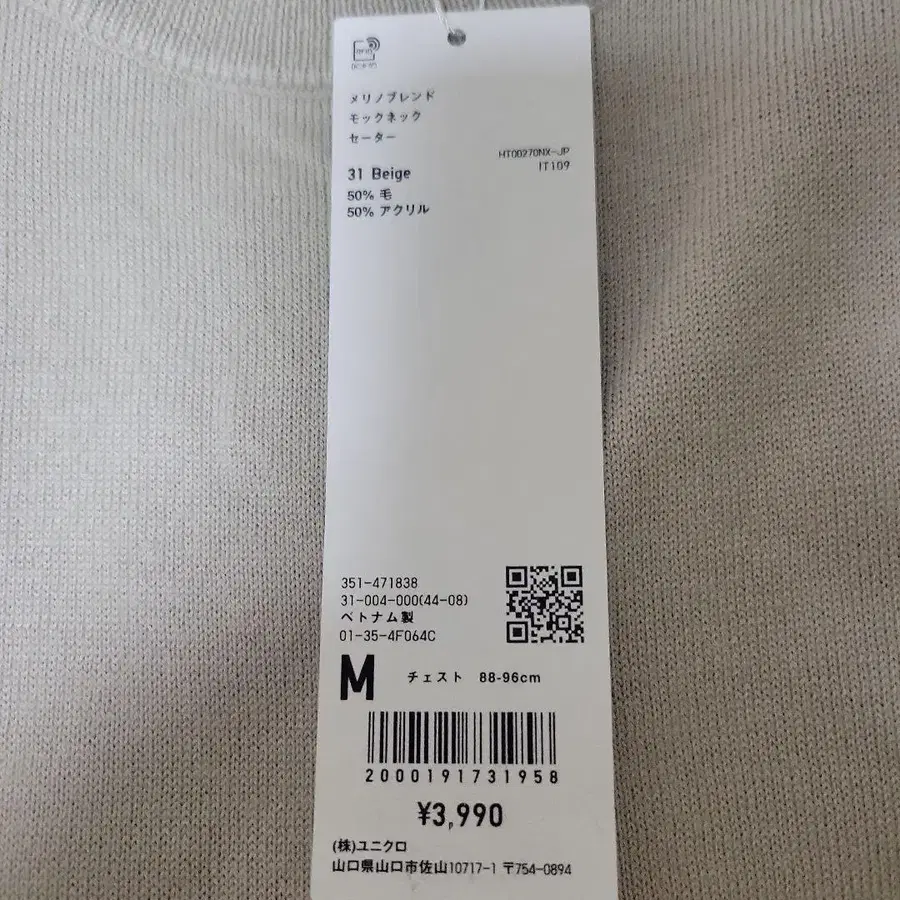 メリノブレンド
モックネック
セーター
HT00270NX-JP
IT109
31 Beige
50% 毛
50% アクリル
351-471838
31-004-000(44-08)
ベトナム製
01-35-4F064C
M チェスト 88-96cm
2000191731958
¥3,990
(株)ユニクロ
山口県山口市佐山10717-1 〒754-0894